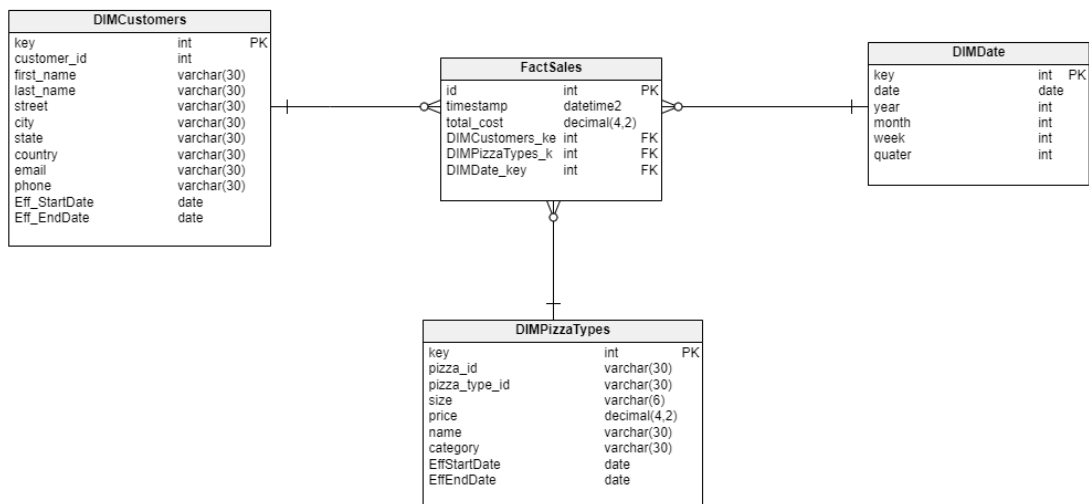 DIMCustomers
key int PK
customer_id int
first_name varchar(30)
last_name varchar(30)
street varchar(30)
city varchar(30)
state varchar(30)
country varchar(30)
email varchar(30)
phone varchar(30)
Eff_StartDate date
Eff_EndDate date
FactSales
id int PK
timestamp datetime2
total_cost decimal(4,2)
DIMCustomers_ke int FK
DIMPizzaTypes_k int FK
DIMDate_key int FK
DIMDate
key int PK
date date
year int
month int
week int
quater int
DIMPizzaTypes
key int PK
pizza_id varchar(30)
pizza_type_id varchar(30)
size varchar(6)
price decimal(4,2)
name varchar(30)
category varchar(30)
EffStartDate date
EffEndDate date